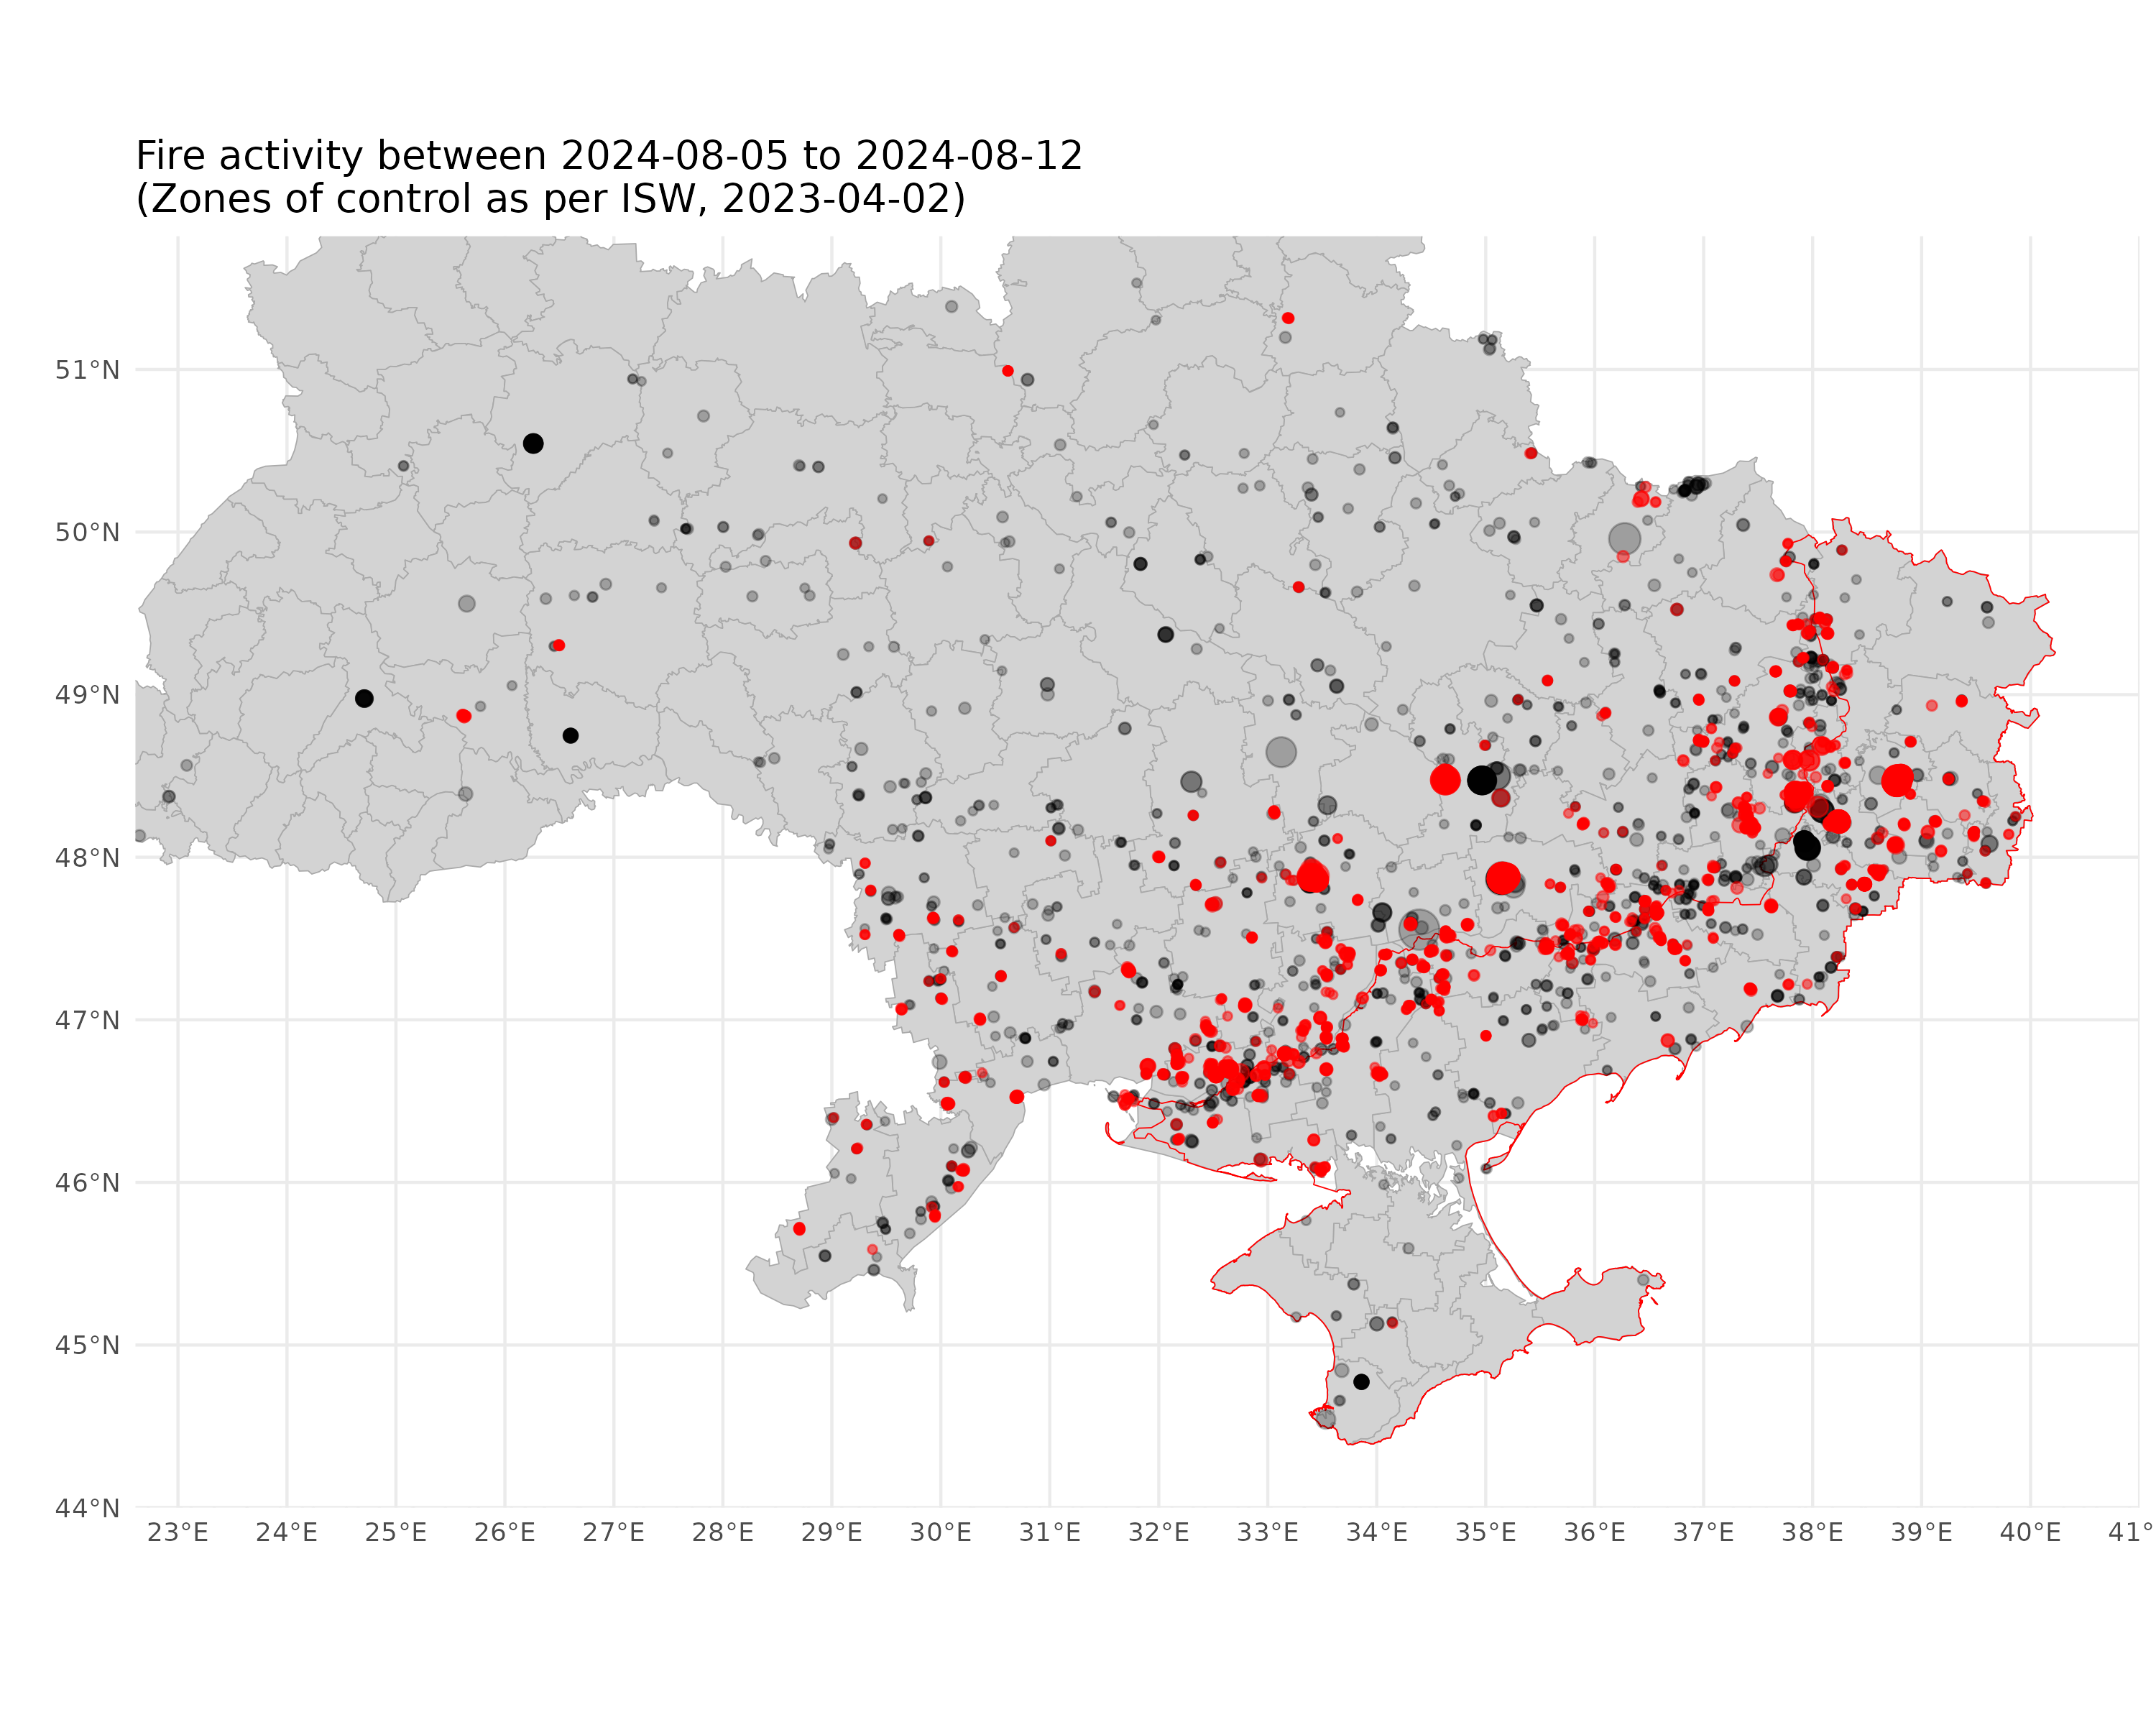 Fire activity between 2024-08-05 to 2024-08-12
(Zones of control as per ISW, 2023-04-02)
51°N
50°N
49°N
48°N
47°N
46°N
45°N
44°N
23°E 24°E 25°E 26°E 27°E 28°E 29°E 30°E 31°E 32°E 33°E 34°E 35°E 36°E 37°E 38°E 39°E 40°E 41°